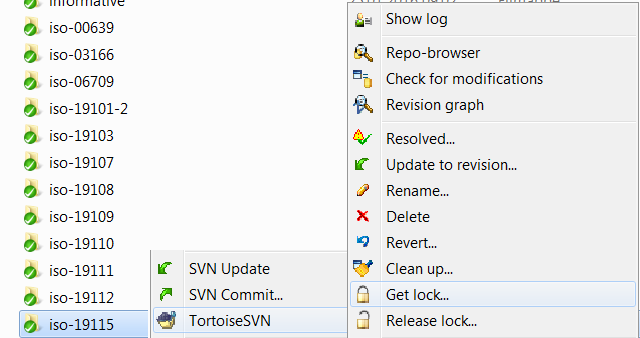 informative
iso-00639
iso-03166
iso-06709
iso-19101-2
iso-19103
iso-19107
iso-19108
iso-19109
iso-19110
iso-19111
iso-19112
iso-19115
SVN Update
SVN Commit...
TortoiseSVN
Show log
Repo-browser
Check for modifications
Revision graph
Resolved...
Update to revision...
Rename...
Delete
Revert...
Clean up...
Get lock...
Release lock...